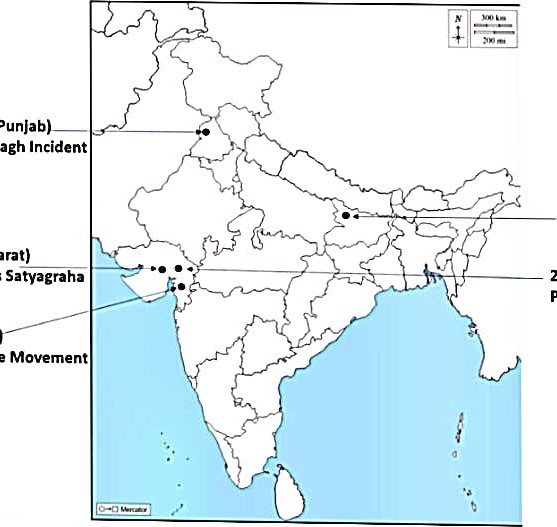 N
300 km
200 mi
Punjab)
agh Incident
arat)
s Satyagraha
2
P
)
e Movement
Mercator